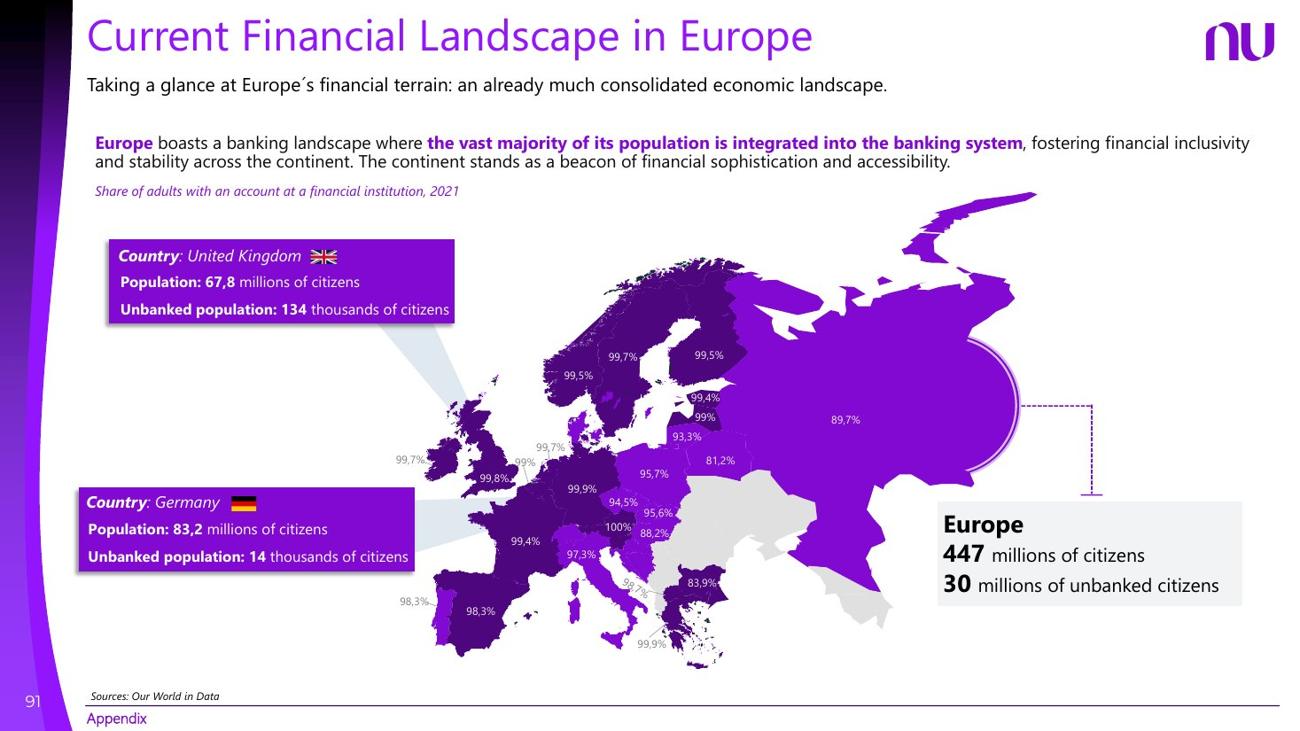 Current Financial Landscape in Europe
nu
Taking a glance at Europe´s financial terrain: an already much consolidated economic landscape.
Europe boasts a banking landscape where the vast majority of its population is integrated into the banking system, fostering financial inclusivity
and stability across the continent. The continent stands as a beacon of financial sophistication and accessibility.
Share of adults with an account at a financial institution, 2021
Country: United Kingdom
Population: 67,8 millions of citizens
Unbanked population: 134 thousands of citizens
99,7%
99,5%
99,5%
99,4%
99%
89,7%
93,3%
99,7%
99,7%
99%
81,2%
95,7%
99,8%
99,9%
94,5%
95,6%
100%
88,2%
99,4%
97,3%
Country: Germany
Population: 83,2 millions of citizens
Unbanked population: 14 thousands of citizens
98,7%
83,9%
98,3%
98,3%
99,9%
Europe
447 millions of citizens
30 millions of unbanked citizens
Sources: Our World in Data
91
Appendix